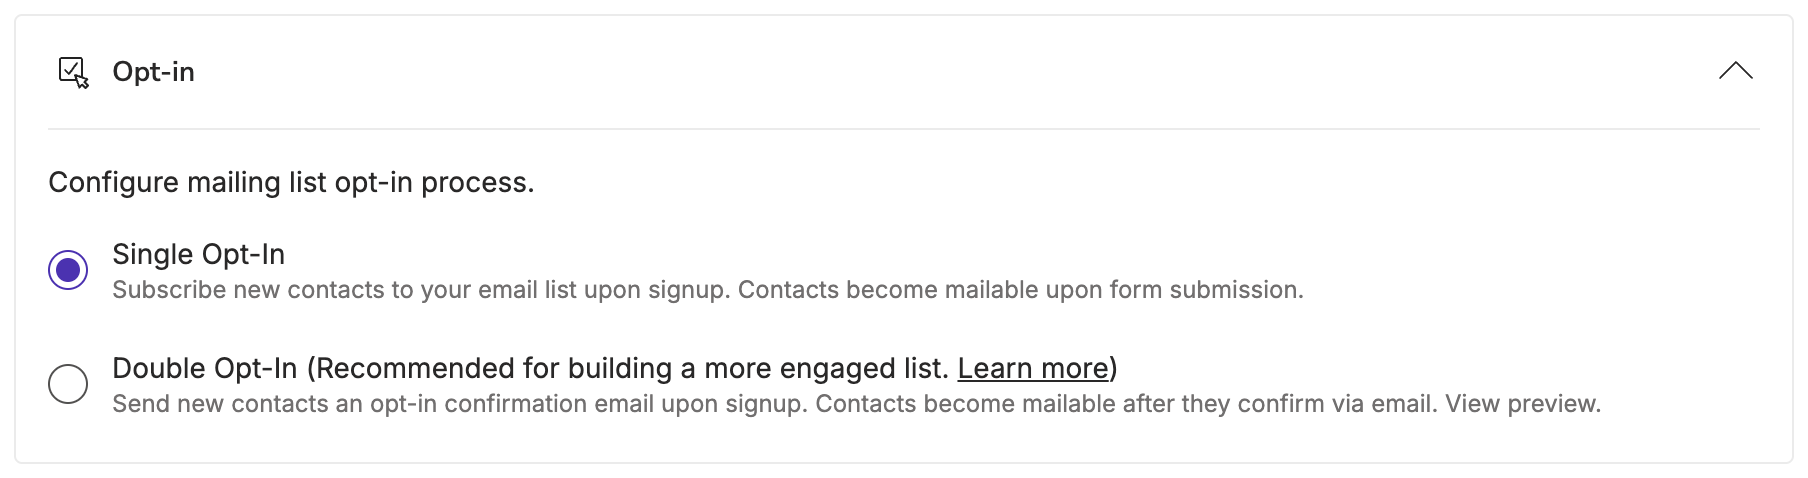 Opt-in
Configure mailing list opt-in process.
Single Opt-In
Subscribe new contacts to your email list upon signup. Contacts become mailable upon form submission.
Double Opt-In (Recommended for building a more engaged list. Learn more)
Send new contacts an opt-in confirmation email upon signup. Contacts become mailable after they confirm via email. View preview.